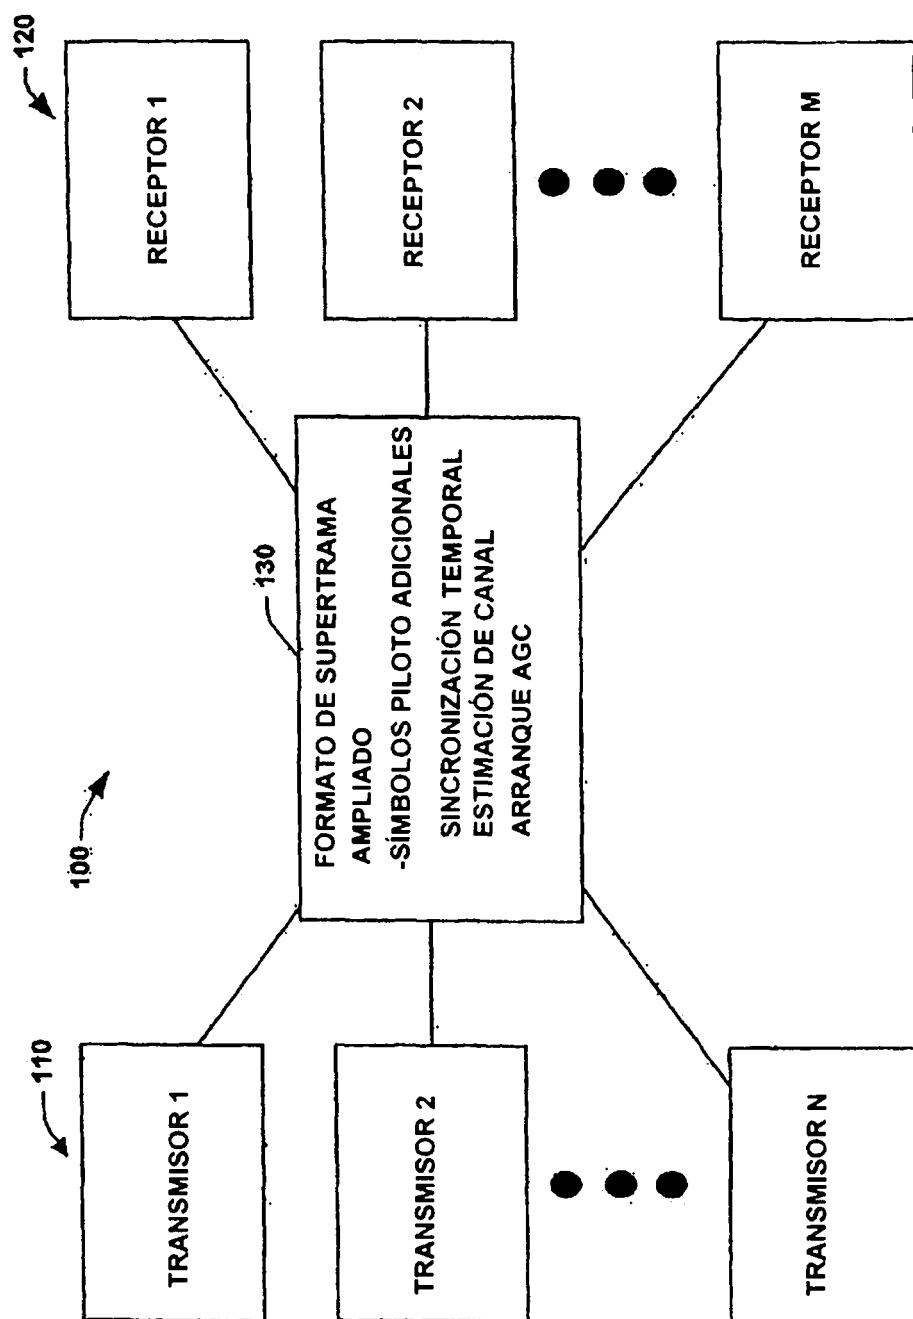 100
110
TRANSMISOR 1
TRANSMISOR 2
TRANSMISOR N
130
FORMATO DE SUPERTRAMA
AMPLIADO
-SÍMBOLOS PILOTO ADICIONALES
SINCRONIZACIÓN TEMPORAL
ESTIMACIÓN DE CANAL
ARRANQUE AGC
120
RECEPTOR 1
RECEPTOR 2
RECEPTOR M